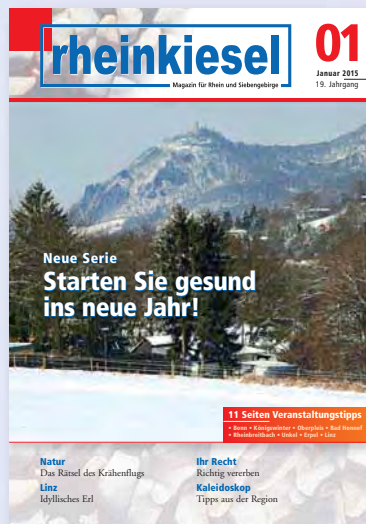 rheinkiesel
Magazin für Rhein und Siebengebirge
01
Januar 2015
19. Jahrgang
Neue Serie
Starten Sie gesund
ins neue Jahr!
11 Seiten Veranstaltungstipps
• Bonn • Königswinter • Oberpleis • Bad Honnef
• Rheinbreitbach • Unkel • Erpel • Linz
Natur
Das Rätsel des Krähenflugs
Linz
Idyllisches Erl
Ihr Recht
Richtig vererben
Kaleidoskop
Tipps aus der Region